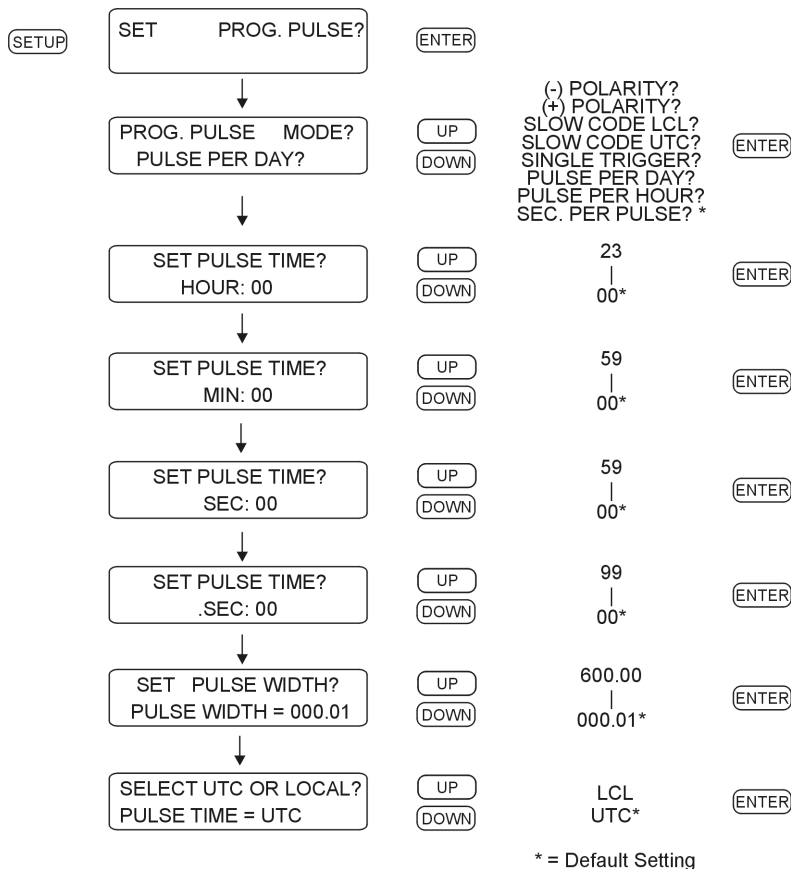 SETUP
SET PROG. PULSE?
ENTER
PROG. PULSE MODE?
PULSE PER DAY?
UP
DOWN
(-) POLARITY?
(+) POLARITY?
SLOW CODE LCL?
SLOW CODE UTC?
SINGLE TRIGGER?
PULSE PER DAY?
PULSE PER HOUR?
SEC. PER PULSE? *
ENTER
SET PULSE TIME?
HOUR: 00
UP
DOWN
23
|
00*
ENTER
SET PULSE TIME?
MIN: 00
UP
DOWN
59
|
00*
ENTER
SET PULSE TIME?
SEC: 00
UP
DOWN
59
|
00*
ENTER
SET PULSE TIME?
.SEC: 00
UP
DOWN
99
|
00*
ENTER
SET PULSE WIDTH?
PULSE WIDTH = 000.01
UP
DOWN
600.00
|
000.01*
ENTER
SELECT UTC OR LOCAL?
PULSE TIME = UTC
UP
DOWN
LCL
UTC*
ENTER
* = Default Setting